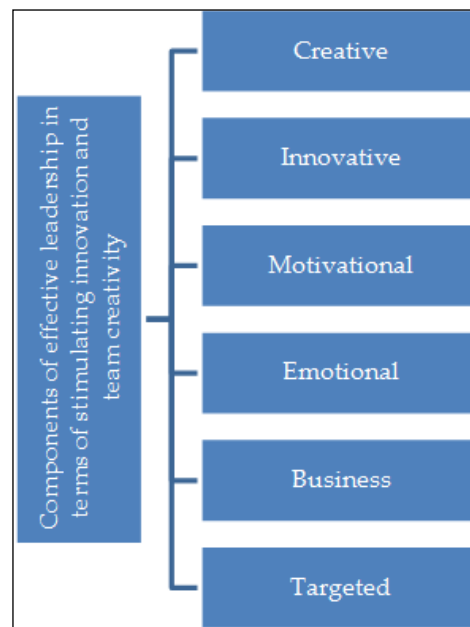 Components of effective leadership in
terms of stimulating innovation and
team creativity
Creative
Innovative
Motivational
Emotional
Business
Targeted